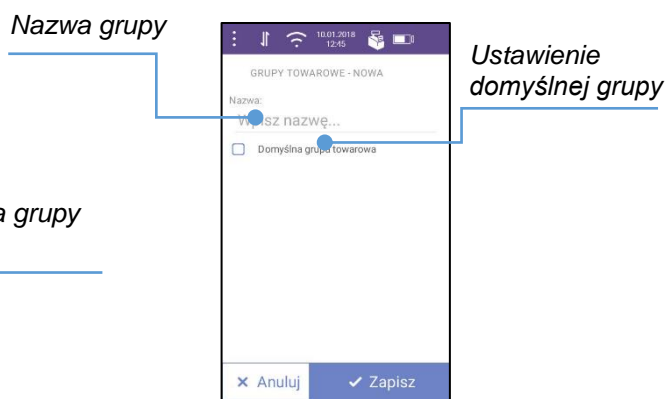 Nazwa grupy
10.01.2018
12:45
Ustawienie
domyślnej grupy
GRUPY TOWAROWE - NOWA
Nazwa:
Wpisz nazwę...
Domyślna grupa towarowa
grupy
Anuluj
Zapisz